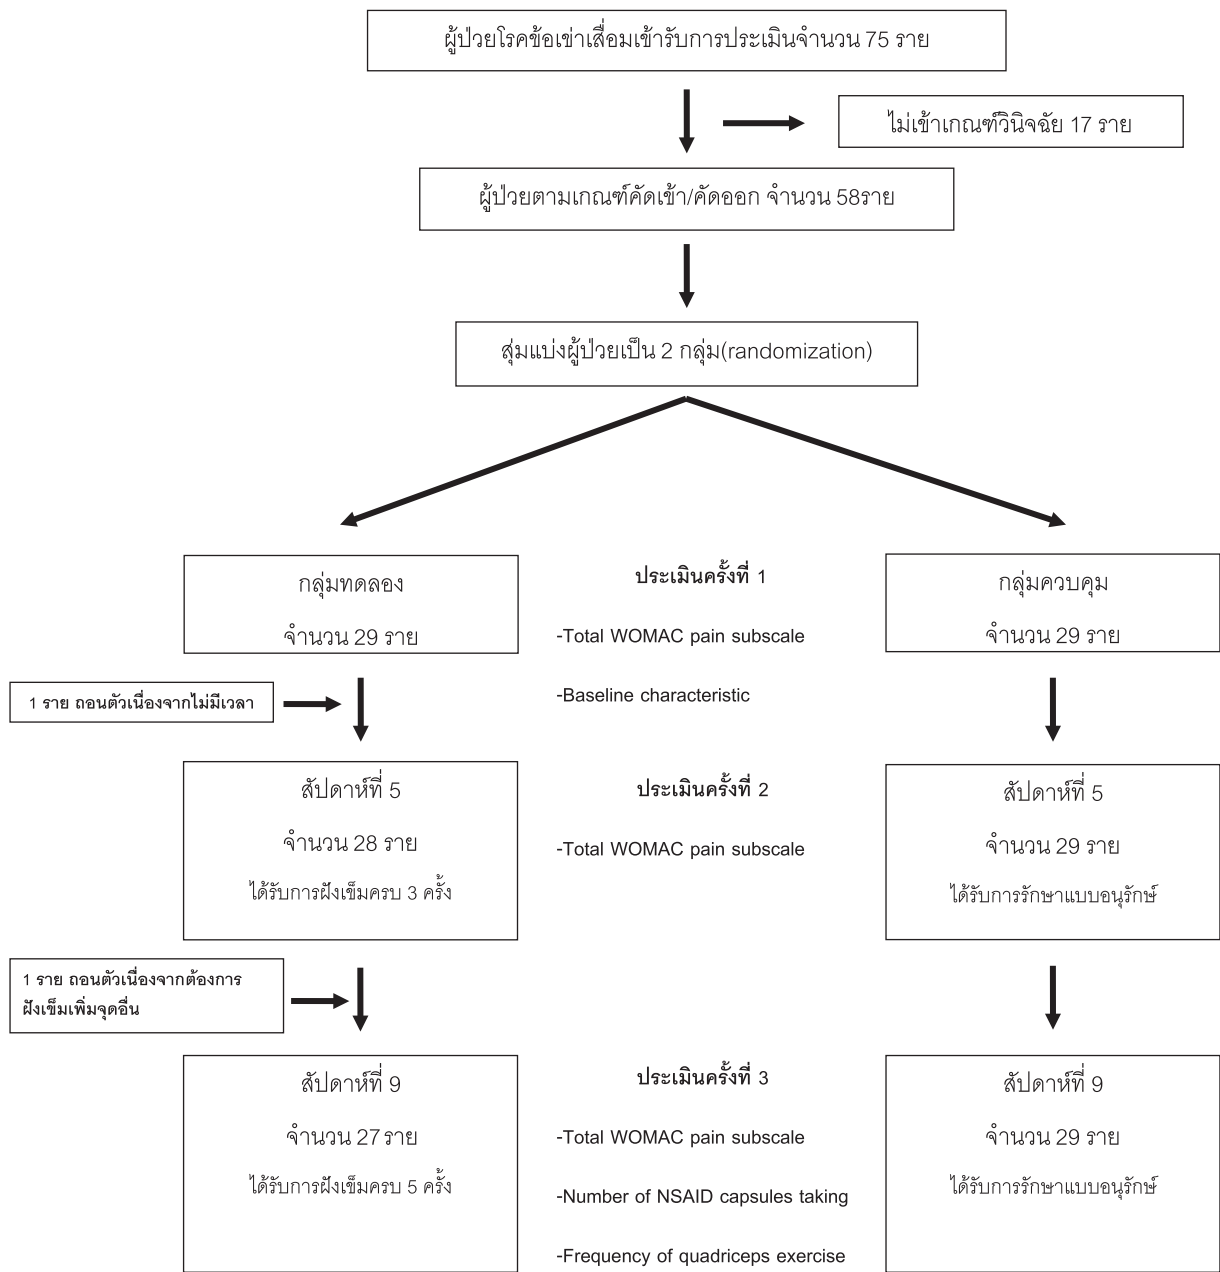 ผู้ป่วยโรคข้อเข่าเสื่อมเข้ารับการประเมินจำนวน 75 ราย
ไม่เข้าเกณฑ์วินิจฉัย 17 ราย
ผู้ป่วยตามเกณฑ์คัดเข้า/คัดออก จำนวน 58ราย
สุ่มแบ่งผู้ป่วยเป็น 2 กลุ่ม(randomization)
กลุ่มทดลอง
จำนวน 29 ราย
ประเมินครั้งที่ 1
-Total WOMAC pain subscale
-Baseline characteristic
กลุ่มควบคุม
จำนวน 29 ราย
1 ราย ถอนตัวเนื่องจากไม่มีเวลา
สัปดาห์ที่ 5
จำนวน 28 ราย
ได้รับการฝังเข็มครบ 3 ครั้ง
ประเมินครั้งที่ 2
-Total WOMAC pain subscale
สัปดาห์ที่ 5
จำนวน 29 ราย
ได้รับการรักษาแบบอนุรักษ์
1 ราย ถอนตัวเนื่องจากต้องการ
ฝังเข็มเพิ่มจุดอื่น
สัปดาห์ที่ 9
จำนวน 27 ราย
ได้รับการฝังเข็มครบ 5 ครั้ง
ประเมินครั้งที่ 3
-Total WOMAC pain subscale
-Number of NSAID capsules taking
-Frequency of quadriceps exercise
สัปดาห์ที่ 9
จำนวน 29 ราย
ได้รับการรักษาแบบอนุรักษ์